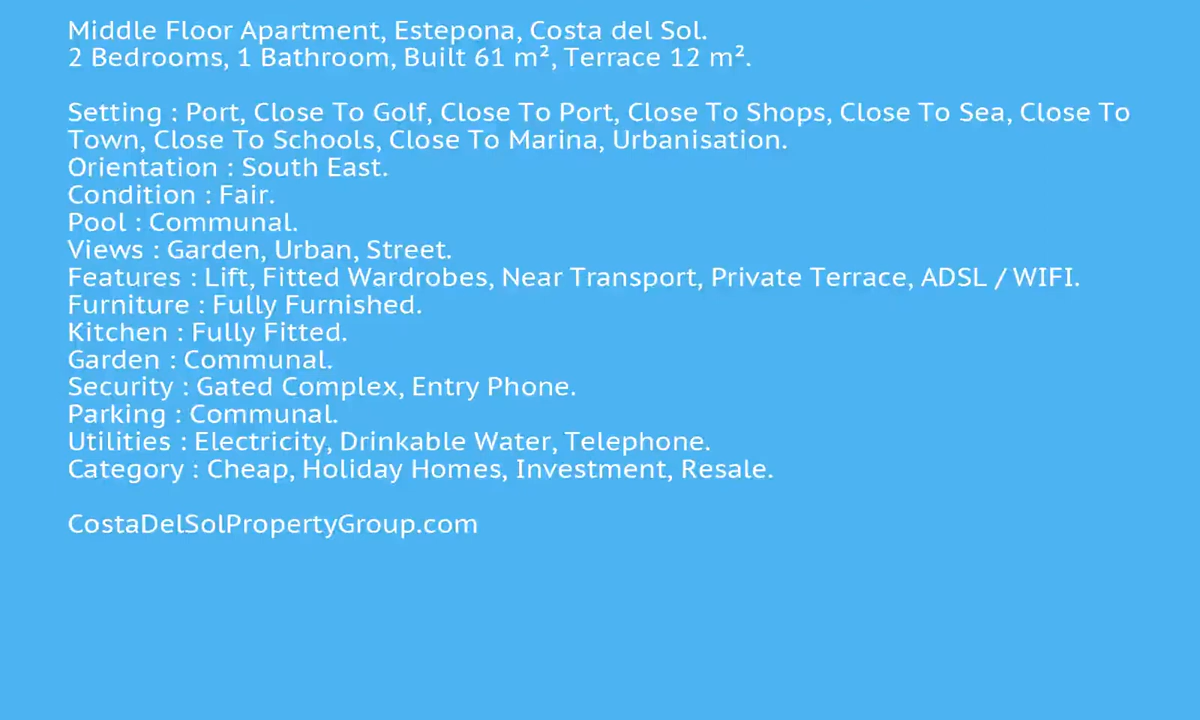 Middle Floor Apartment, Estepona, Costa del Sol.
2 Bedrooms, 1 Bathroom, Built 61 m², Terrace 12 m².
Setting : Port, Close To Golf, Close To Port, Close To Shops, Close To Sea, Close To
Town, Close To Schools, Close To Marina, Urbanisation.
Orientation : South East.
Condition : Fair.
Pool : Communal.
Views : Garden, Urban, Street.
Features : Lift, Fitted Wardrobes, Near Transport, Private Terrace, ADSL / WIFI.
Furniture : Fully Furnished.
Kitchen : Fully Fitted.
Garden : Communal.
Security : Gated Complex, Entry Phone.
Parking : Communal.
Utilities : Electricity, Drinkable Water, Telephone.
Category : Cheap, Holiday Homes, Investment, Resale.
CostaDelSolPropertyGroup.com